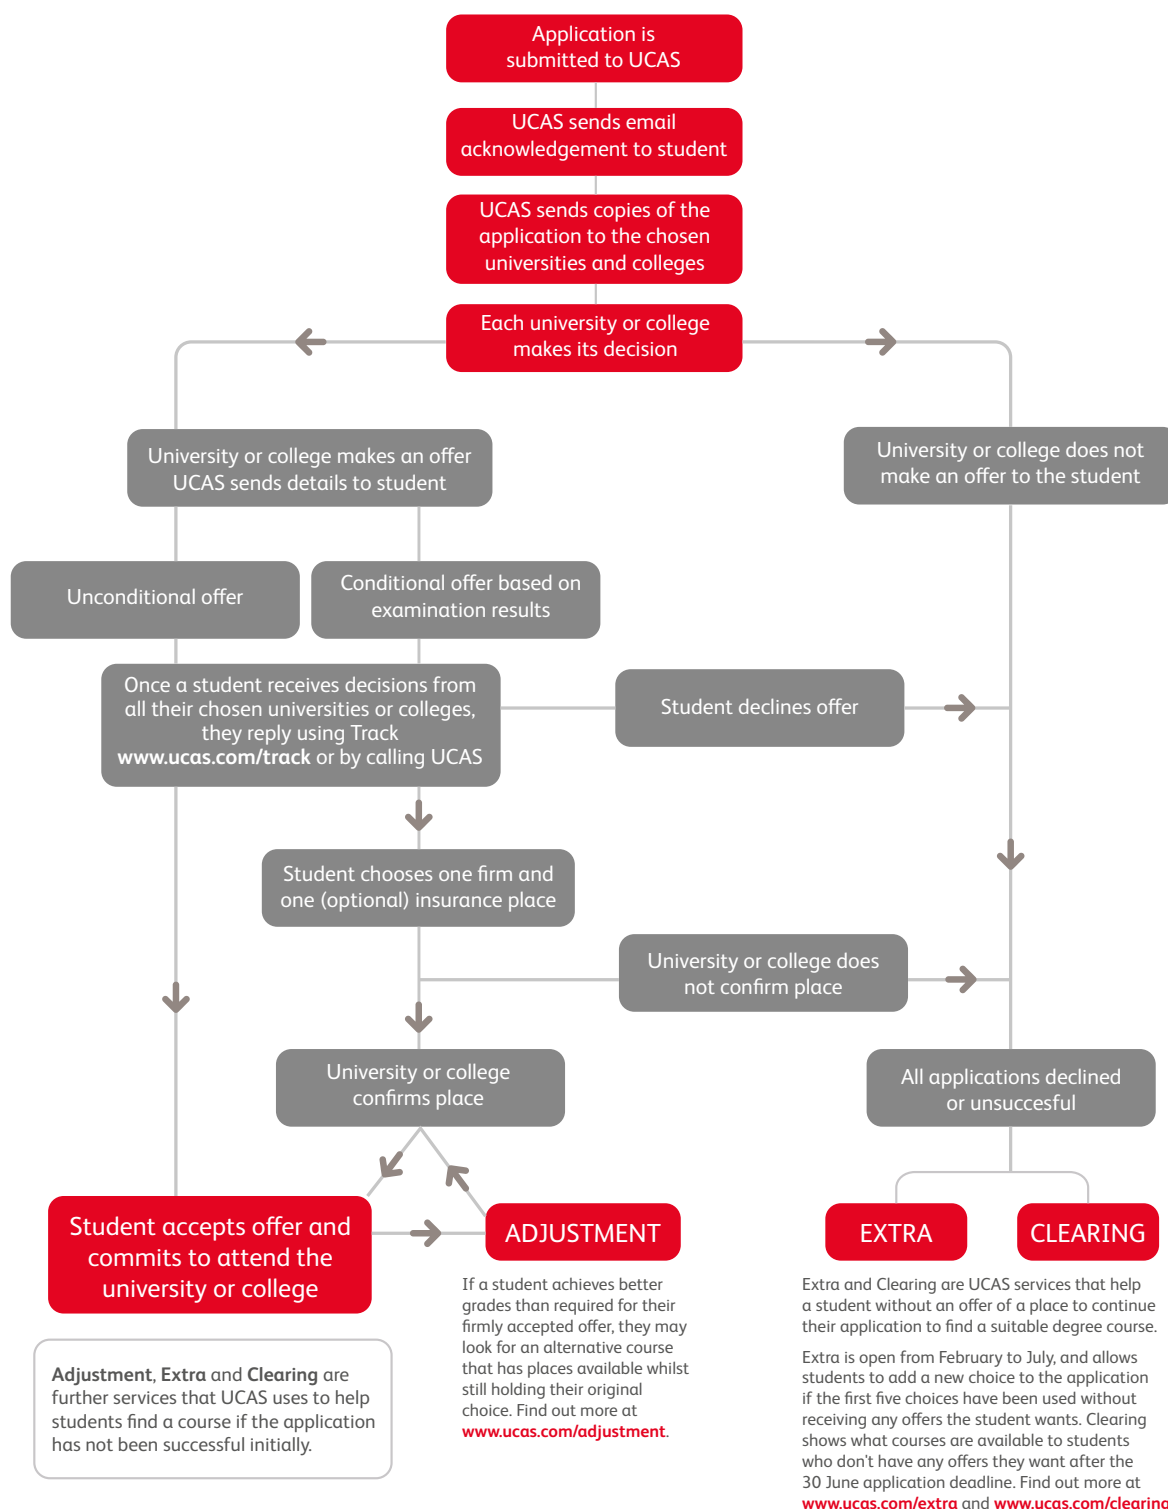 Application is
submitted to UCAS
UCAS sends email
acknowledgement to student
UCAS sends copies of the
application to the chosen
universities and colleges
Each university or college
makes its decision
University or college makes an offer
UCAS sends details to student
University or college does not
make an offer to the student
Unconditional offer
Conditional offer based on
examination results
Once a student receives decisions from
all their chosen universities or colleges,
they reply using Track
www.ucas.com/track or by calling UCAS
Student declines offer
Student chooses one firm and
one (optional) insurance place
University or college does
not confirm place
University or college
confirms place
All applications declined
or unsuccesful
Student accepts offer and
commits to attend the
university or college
ADJUSTMENT
EXTRA
CLEARING
If a student achieves better
grades than required for their
firmly accepted offer, they may
look for an alternative course
that has places available whilst
still holding their original
choice. Find out more at
www.ucas.com/adjustment.
Extra and Clearing are UCAS services that help
a student without an offer of a place to continue
their application to find a suitable degree course.
Extra is open from February to July, and allows
students to add a new choice to the application
if the first five choices have been used without
receiving any offers the student wants. Clearing
shows what courses are available to students
who don't have any offers they want after the
30 June application deadline. Find out more at
www.ucas.com/extra and www.ucas.com/clearing
Adjustment, Extra and Clearing are
further services that UCAS uses to help
students find a course if the application
has not been successful initially.